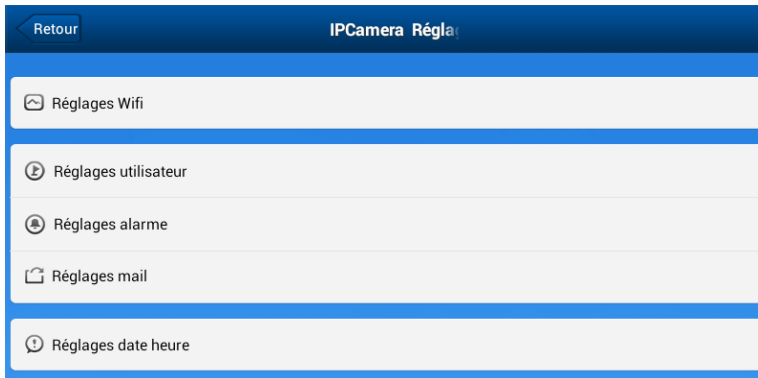 Retour
IPCamera Régla
Réglages Wifi
Réglages utilisateur
Réglages alarme
Réglages mail
Réglages date heure